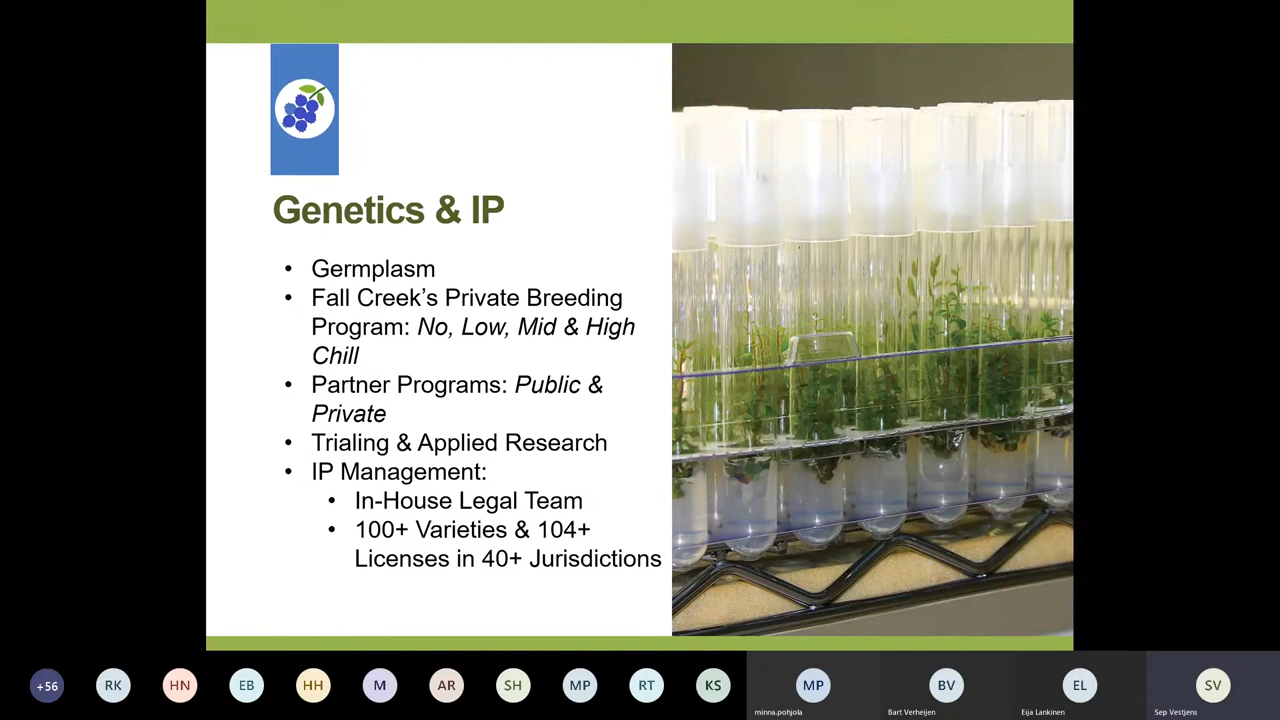 Genetics & IP
• Germplasm
• Fall Creek’s Private Breeding
Program: No, Low, Mid & High
Chill
• Partner Programs: Public &
Private
• Trialing & Applied Research
• IP Management:
• In-House Legal Team
• 100+ Varieties & 104+
Licenses in 40+ Jurisdictions
+56 RK HN EB HH M AR SH MP RT KS MP BV EL SV
minna.pohjola Bart Verheijen Eija Lankinen Sep Vestjens